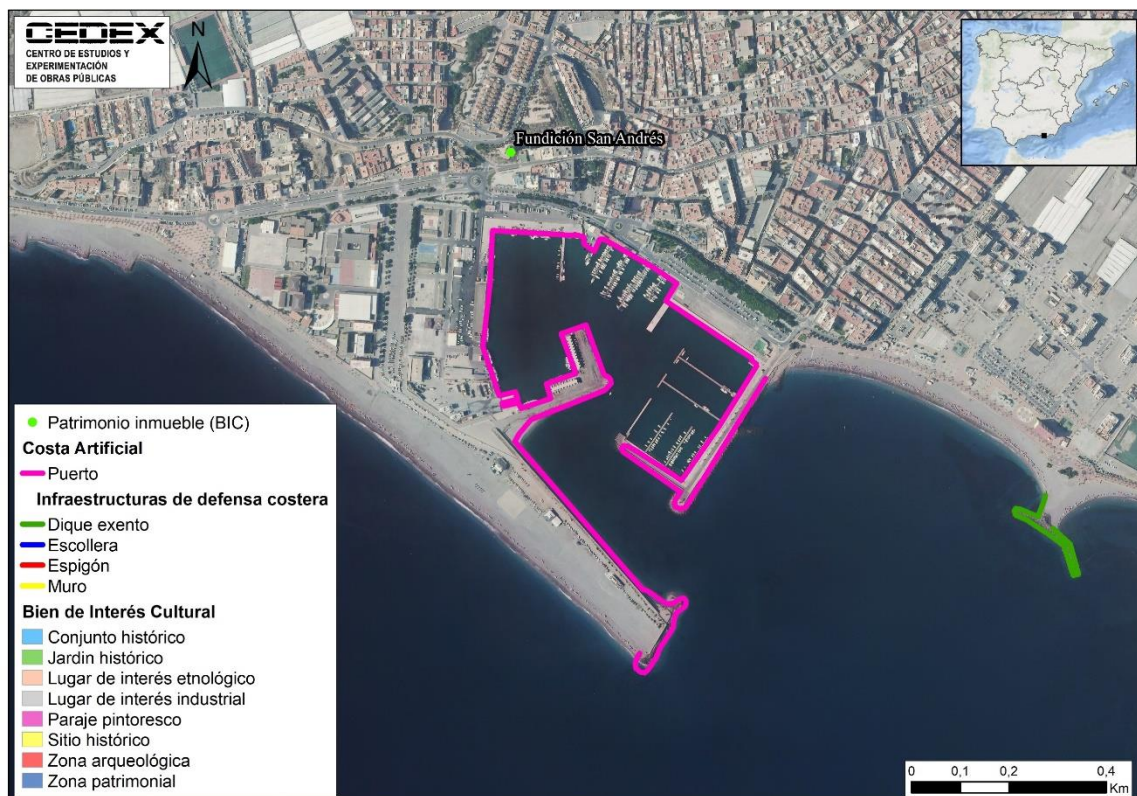 CEDEX
CENTRO DE ESTUDIOS Y
EXPERIMENTACIÓN
DE OBRAS PÚBLICAS
N
Fundición San Andrés
Patrimonio inmueble (BIC)
Costa Artificial
Puerto
Infraestructuras de defensa costera
Dique exento
Escollera
Espigón
Muro
Bien de Interés Cultural
Conjunto histórico
Jardin histórico
Lugar de interés etnológico
Lugar de interés industrial
Paraje pintoresco
Sitio histórico
Zona arqueológica
Zona patrimonial
0 0,1 0,2 0,4
Km